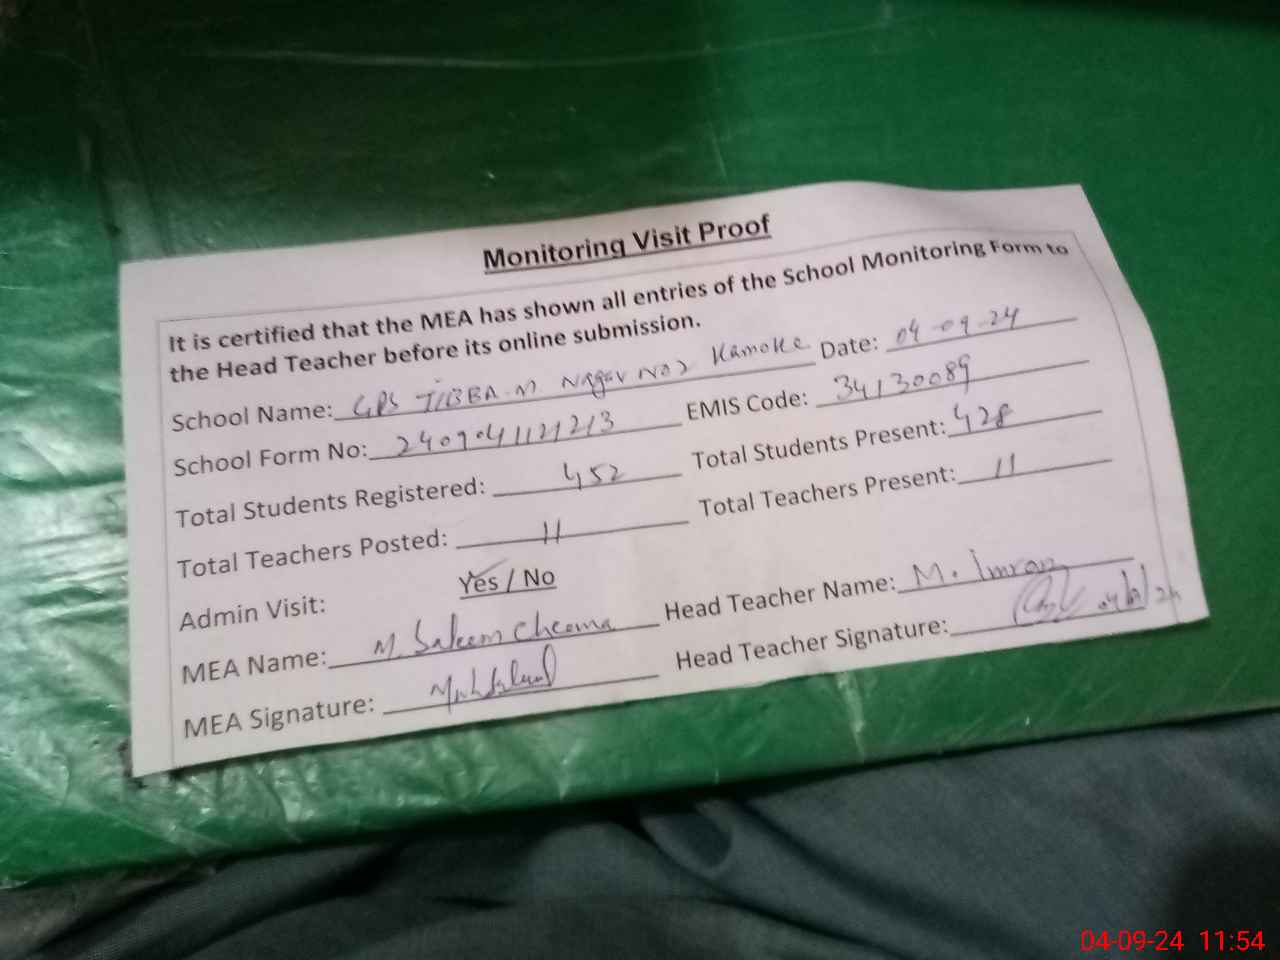 Monitoring Visit Proof
It is certified that the MEA has shown all entries of the School Monitoring Form to
the Head Teacher before its online submission.
School Name: GPS TIBBA M Nagar No 2 Kamoke Date: 04-09-24
School Form No: EMIS Code: 34130089
Total Students Registered: 452 Total Students Present: 428
Total Teachers Posted: 11 Total Teachers Present: 11
Admin Visit: Yes / No
MEA Name: M. Saleem Cheema Head Teacher Name: M. Imran
MEA Signature: Head Teacher Signature:
04-09-24 11:54